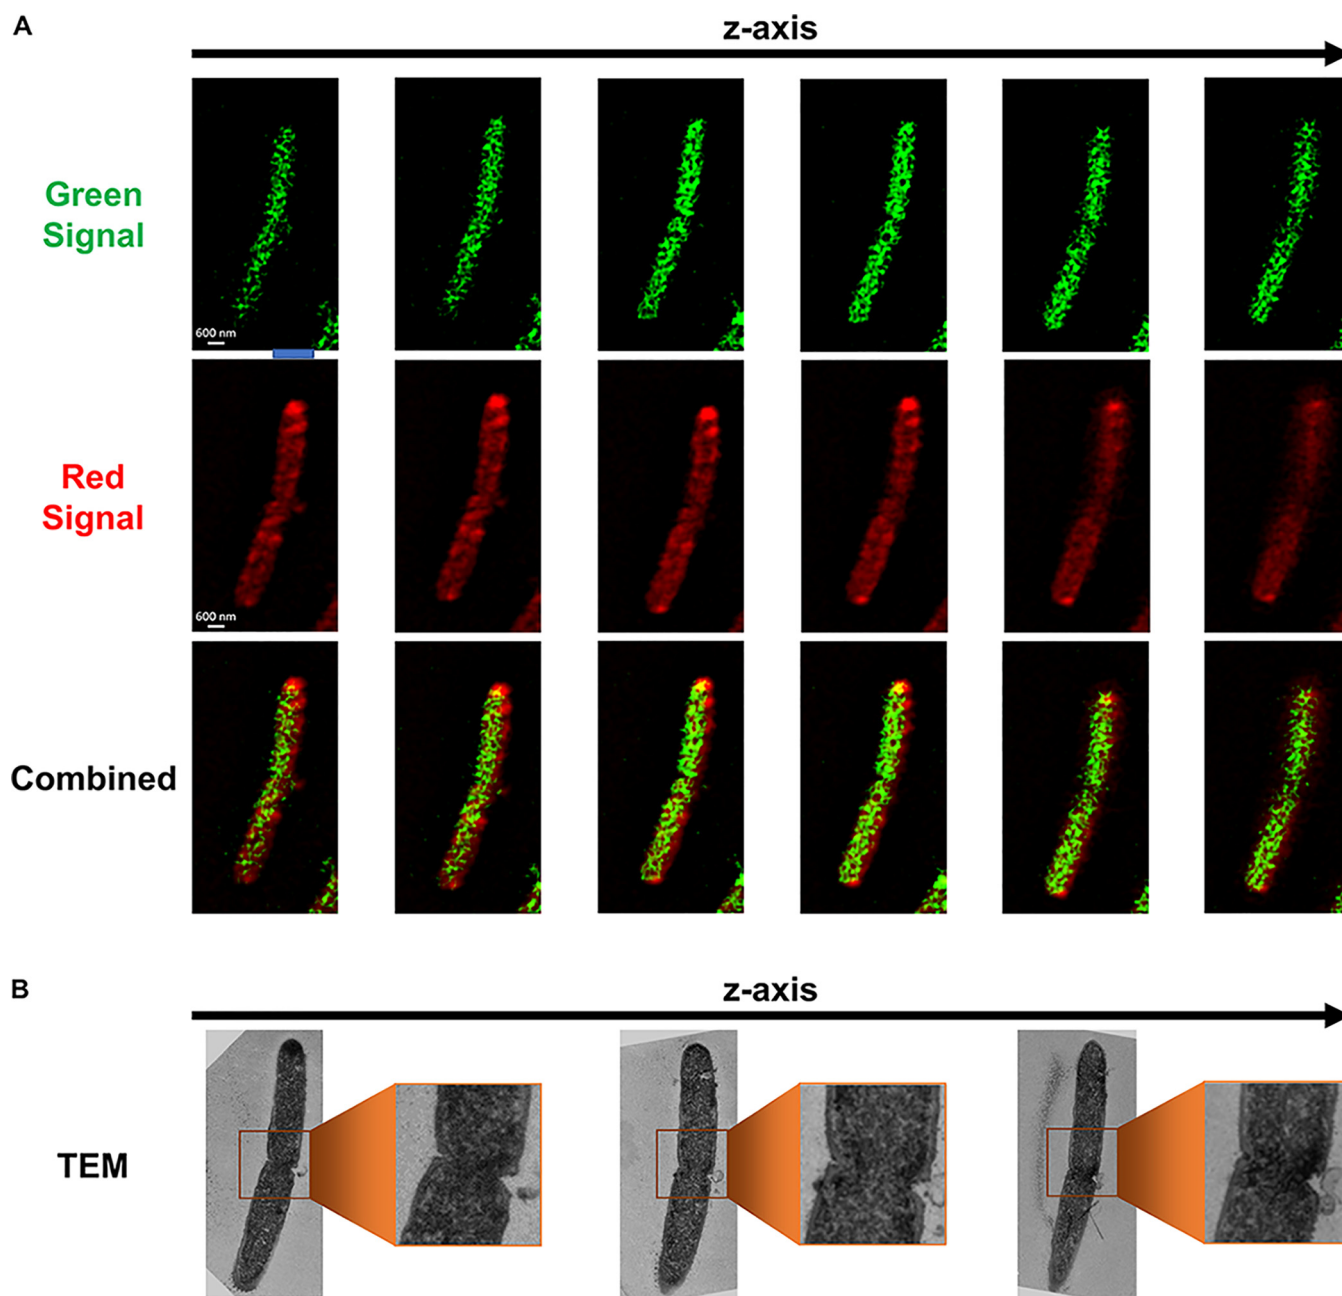 A
z-axis
Green
Signal
600 nm
Red
Signal
600 nm
Combined
B
z-axis
TEM